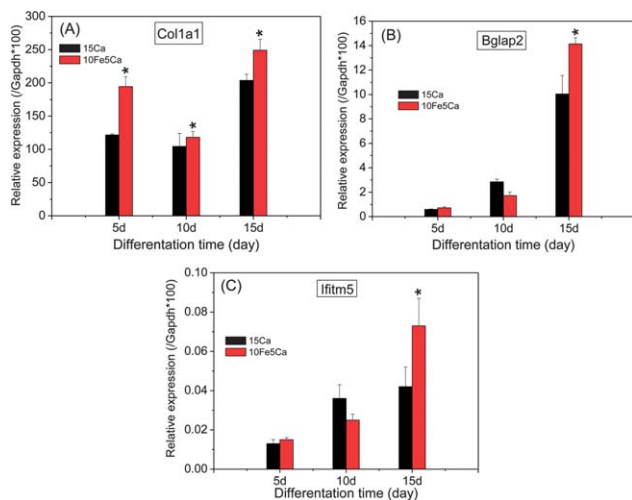 (A)
Col1a1
15Ca
10Fe5Ca
Relative expression (/Gapdh*100)
300
250
200
150
100
50
0
*
*
*
5d
10d
15d
Differentation time (day)
(B)
Bglap2
15Ca
10Fe5Ca
Relative expression (/Gapdh*100)
16
14
12
10
8
6
4
2
0
*
5d
10d
15d
Differentation time (day)
(C)
Ifitm5
15Ca
10Fe5Ca
Relative expression (/Gapdh*100)
0.10
0.08
0.06
0.04
0.02
0.00
*
5d
10d
15d
Differentation time (day)